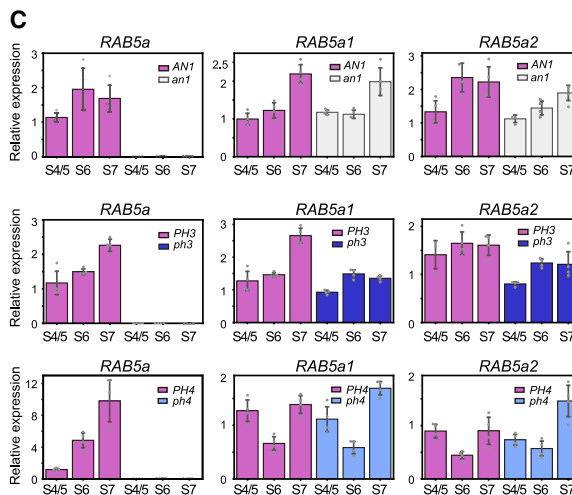 C
RAB5a
RAB5a1
RAB5a2
Relative expression
3
2
1
0
AN1
an1
S4/5 S6 S7 S4/5 S6 S7
2.5
2
1
0
AN1
an1
S4/5 S6 S7 S4/5 S6 S7
3
2
1
0
AN1
an1
S4/5 S6 S7 S4/5 S6 S7
RAB5a
RAB5a1
RAB5a2
Relative expression
3
2
1
0
PH3
ph3
S4/5 S6 S7 S4/5 S6 S7
3
2
1
0
PH3
ph3
S4/5 S6 S7 S4/5 S6 S7
2
1
0
PH3
ph3
S4/5 S6 S7 S4/5 S6 S7
RAB5a
RAB5a1
RAB5a2
Relative expression
12
8
4
0
PH4
ph4
S4/5 S6 S7 S4/5 S6 S7
2
1
0
PH4
ph4
S4/5 S6 S7 S4/5 S6 S7
2
1
0
PH4
ph4
S4/5 S6 S7 S4/5 S6 S7